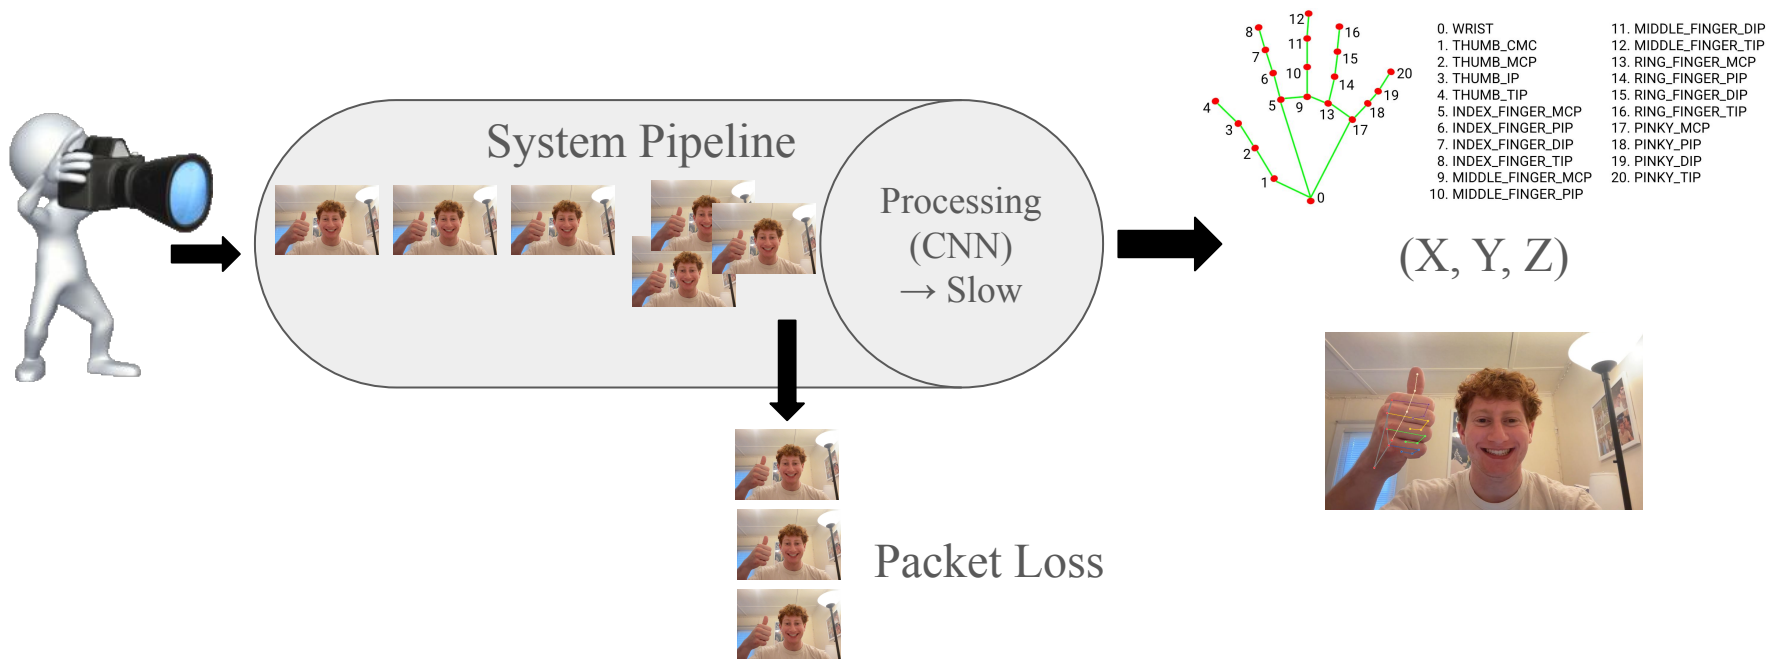 System Pipeline
Processing
(CNN)
→ Slow
Packet Loss
12
8
16
11
7
15
10
6
14
20
19
4
5
9
13
18
3
17
2
1
0
0. WRIST
1. THUMB_CMC
2. THUMB_MCP
3. THUMB_IP
4. THUMB_TIP
5. INDEX_FINGER_MCP
6. INDEX_FINGER_PIP
7. INDEX_FINGER_DIP
8. INDEX_FINGER_TIP
9. MIDDLE_FINGER_MCP
10. MIDDLE_FINGER_PIP
11. MIDDLE_FINGER_DIP
12. MIDDLE_FINGER_TIP
13. RING_FINGER_MCP
14. RING_FINGER_PIP
15. RING_FINGER_DIP
16. RING_FINGER_TIP
17. PINKY_MCP
18. PINKY_PIP
19. PINKY_DIP
20. PINKY_TIP
(X, Y, Z)